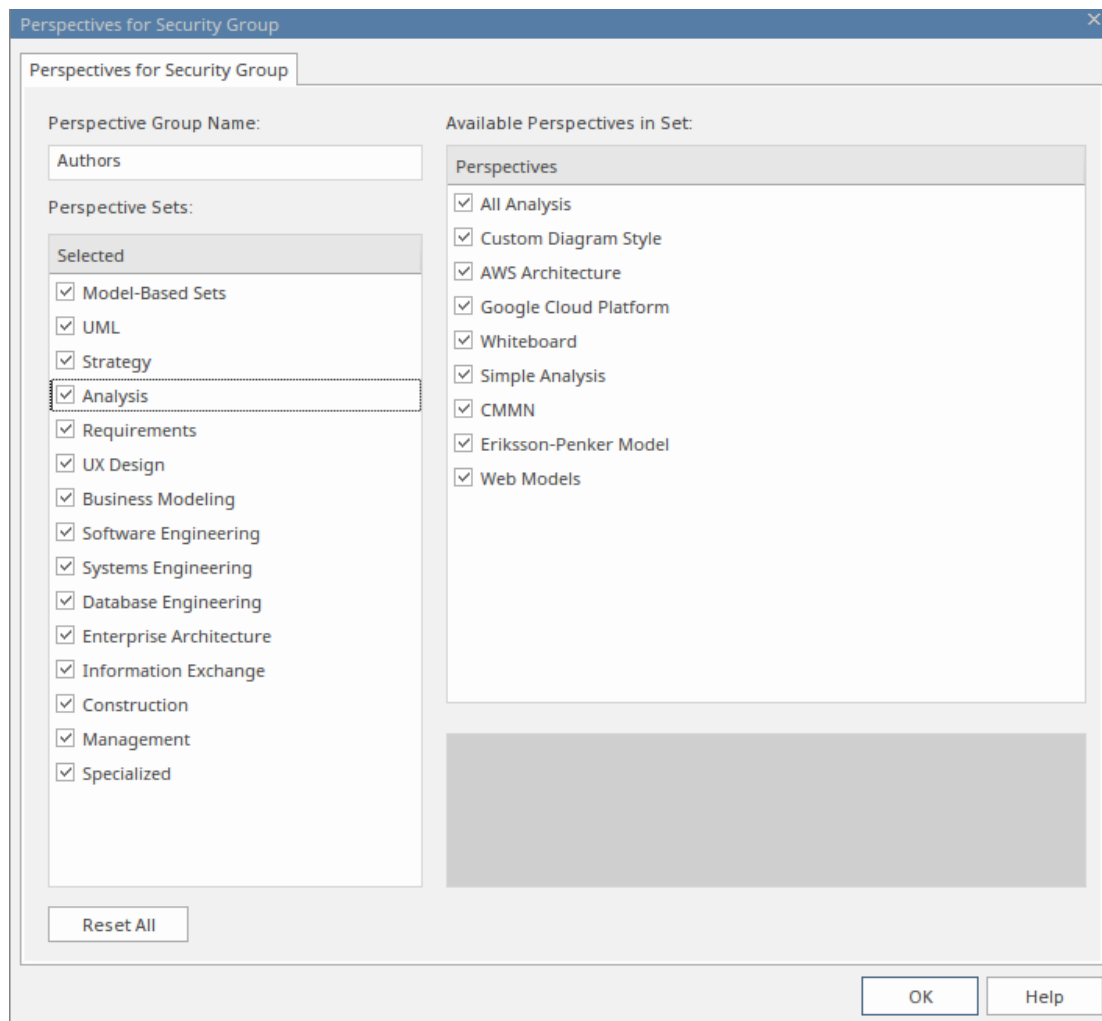 Perspectives for Security Group
Perspectives for Security Group
Perspective Group Name:
Authors
Perspective Sets:
Selected
Model-Based Sets
UML
Strategy
Analysis
Requirements
UX Design
Business Modeling
Software Engineering
Systems Engineering
Database Engineering
Enterprise Architecture
Information Exchange
Construction
Management
Specialized
Reset All
Available Perspectives in Set:
Perspectives
All Analysis
Custom Diagram Style
AWS Architecture
Google Cloud Platform
Whiteboard
Simple Analysis
CMMN
Eriksson-Penker Model
Web Models
OK
Help